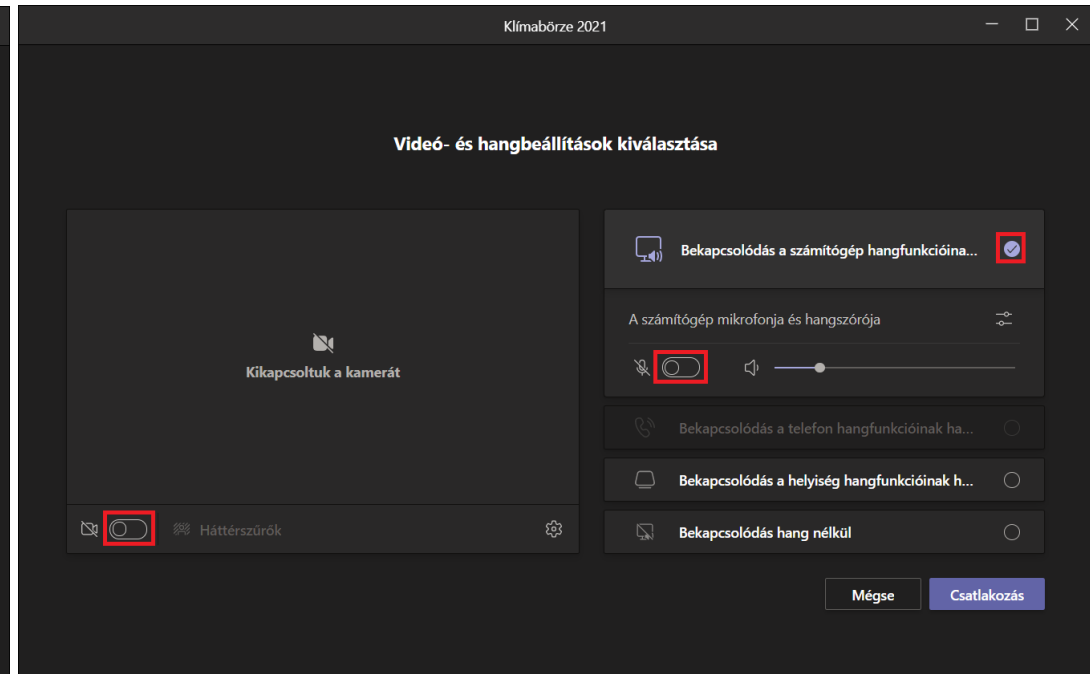 Klímabörze 2021
Videó- és hangbeállítások kiválasztása
Kikapcsoltuk a kamerát
Háttérszűrők
Bekapcsolódás a számítógép hangfunkcióina...
A számítógép mikrofonja és hangszórója
Bekapcsolódás a telefon hangfunkcióinak ha...
Bekapcsolódás a helyiség hangfunkcióinak h...
Bekapcsolódás hang nélkül
Mégse
Csatlakozás